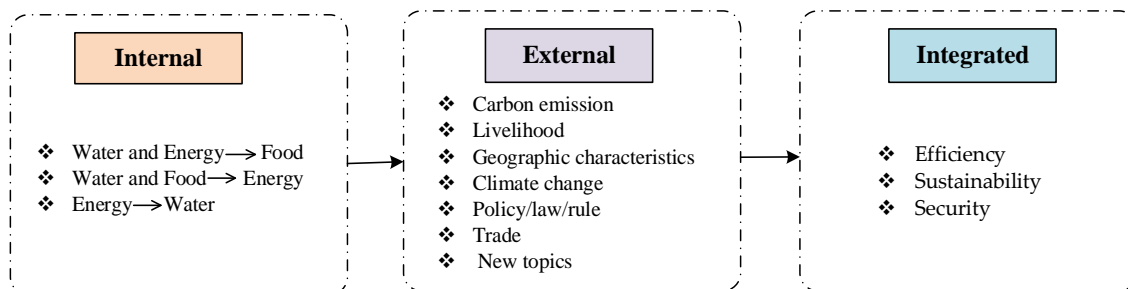 Internal
❖ Water and Energy→Food
❖ Water and Food→Energy
❖ Energy→Water
External
❖ Carbon emission
❖ Livelihood
❖ Geographic characteristics
❖ Climate change
❖ Policy/law/rule
❖ Trade
❖ New topics
Integrated
❖ Efficiency
❖ Sustainability
❖ Security